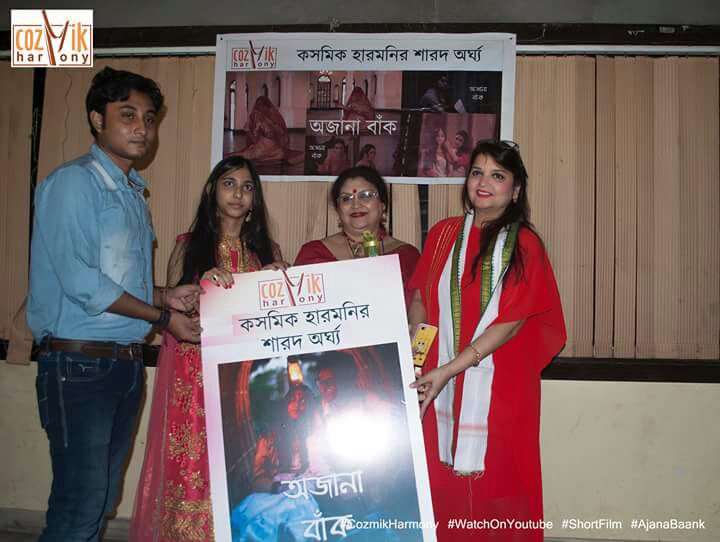 cozMik
harmony
cozMik
harmony
কসমিক হারমনির শারদ অর্ঘ্য
অজানা বাঁক
অজানা
বাঁক
cozMik
harmony
কসমিক হারমনির
শারদ অর্ঘ্য
অজানা
বাঁক
#CozmikHarmony #WatchOnYoutube #ShortFilm #AjanaBaank